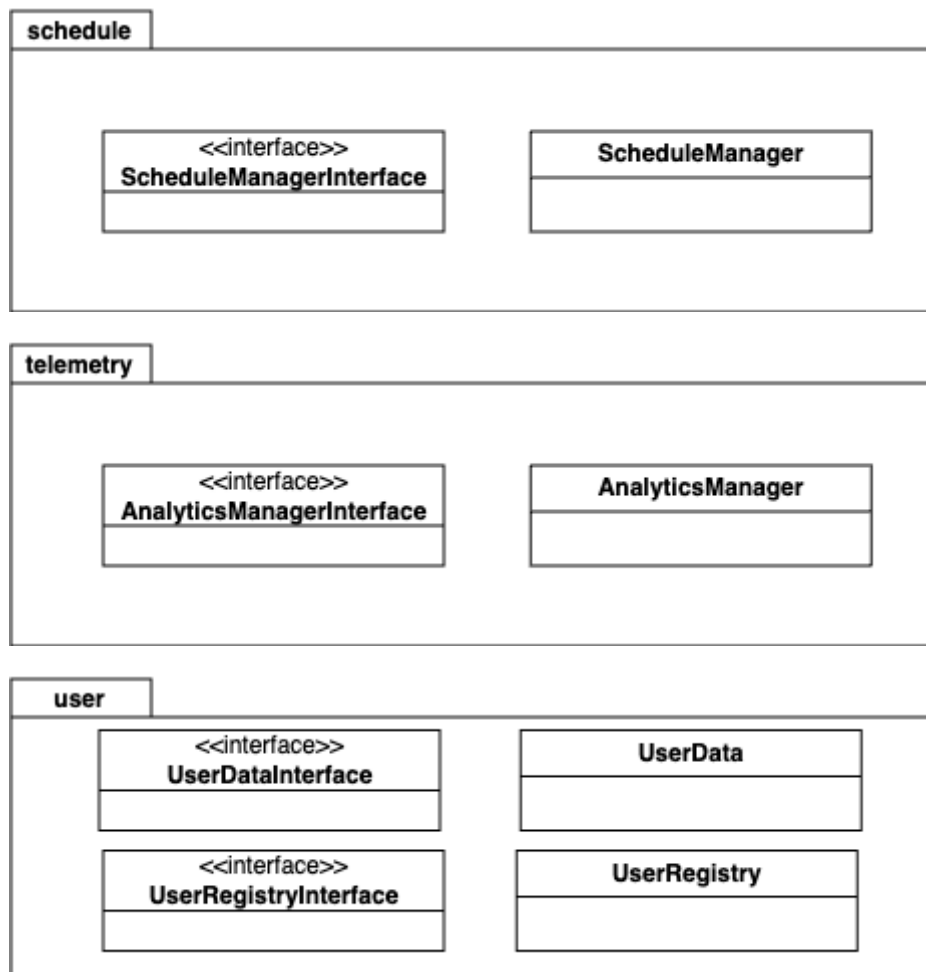 schedule
<<interface>>
ScheduleManagerInterface
ScheduleManager
telemetry
<<interface>>
AnalyticsManagerInterface
AnalyticsManager
user
<<interface>>
UserDataInterface
UserData
<<interface>>
UserRegistryInterface
UserRegistry